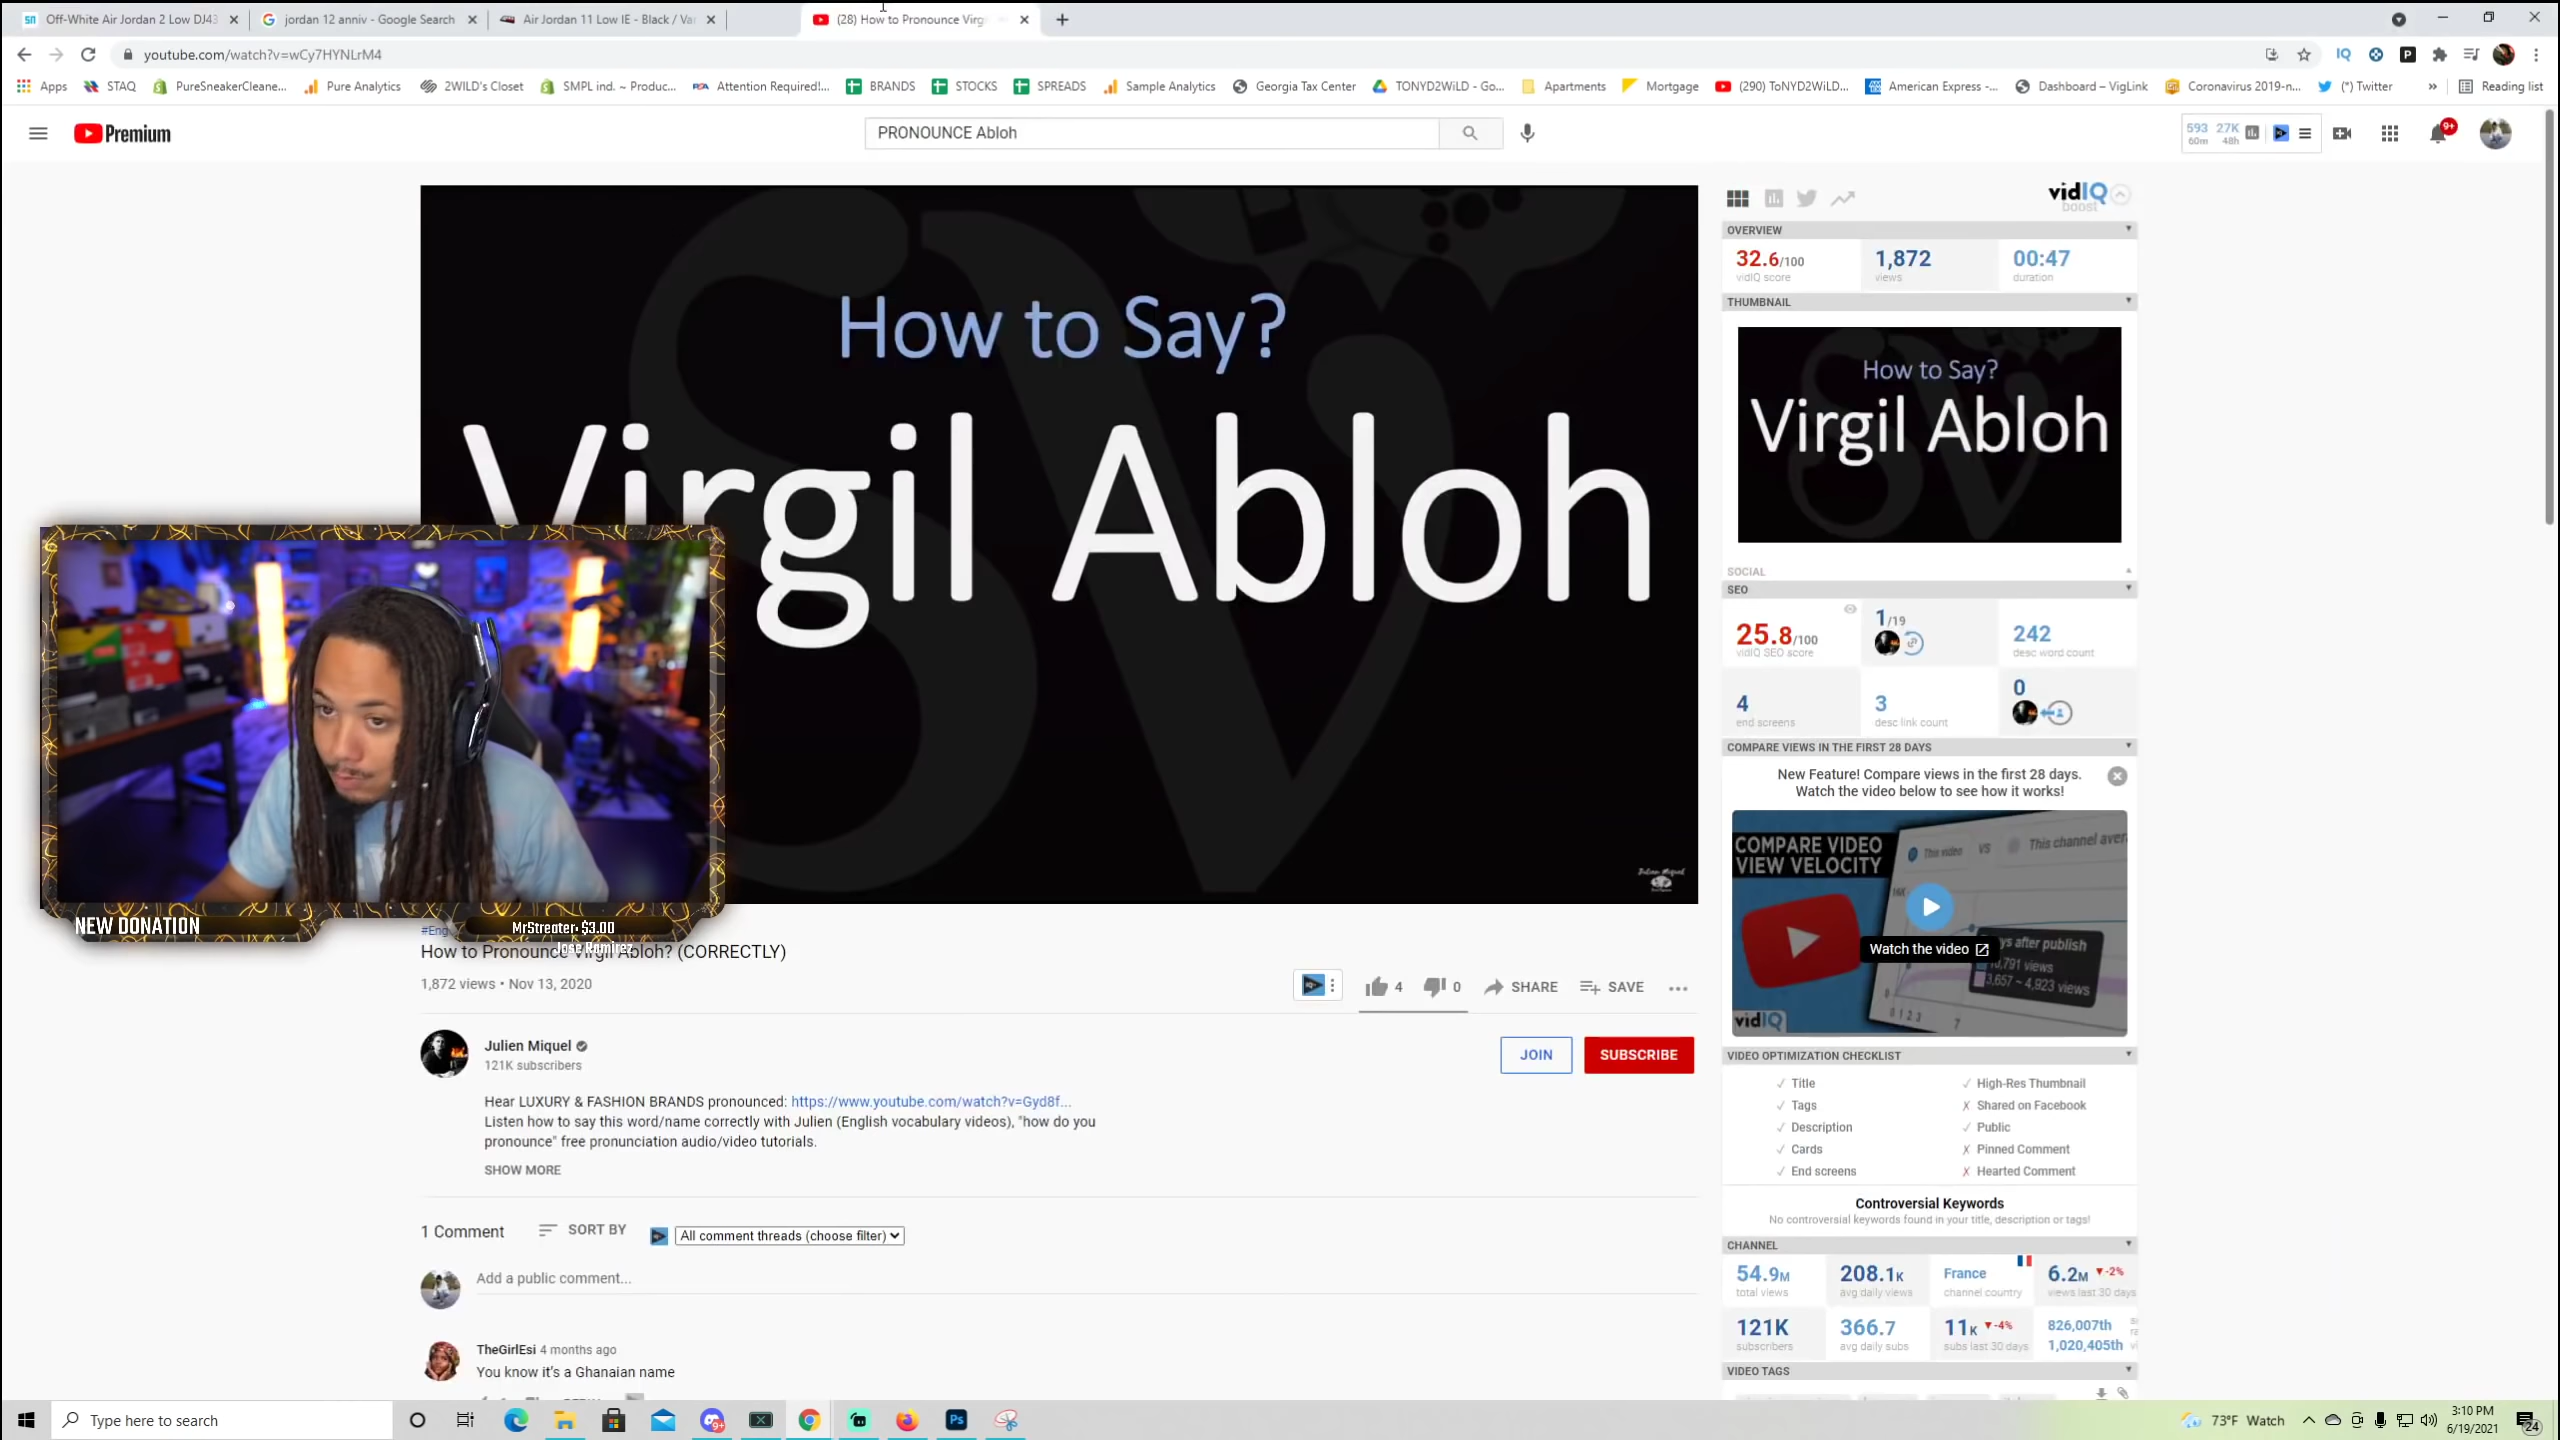 Off-White Air Jordan 2 Low DJ43
jordan 12 anniv - Google Search
Air Jordan 11 Low IE - Black / Va
(28) How to Pronounce Virg
youtube.com/watch?v=wCy7HYNLrM4
Apps
STAQ
PureSneakerCleane...
Pure Analytics
2WILD's Closet
SMPL ind. ~ Produc...
Attention Required!...
BRANDS
STOCKS
SPREADS
Sample Analytics
Georgia Tax Center
TONYD2WiLD - Go...
Apartments
Mortgage
(290) ToNYD2WiLD...
American Express -...
Dashboard – VigLink
Coronavirus 2019-n...
(*) Twitter
»
Reading list
Premium
PRONOUNCE Abloh
593 27K
60m 48h
9+
How to Say?
Virgil Abloh
NEW DONATION
MrStreater $3.00
Jose Ramirez
#Eng
How to Pronounce Virgil Abloh? (CORRECTLY)
1,872 views • Nov 13, 2020
4
0
SHARE
SAVE
Julien Miquel
121K subscribers
JOIN
SUBSCRIBE
Hear LUXURY & FASHION BRANDS pronounced: https://www.youtube.com/watch?v=Gyd8f...
Listen how to say this word/name correctly with Julien (English vocabulary videos), "how do you
pronounce" free pronunciation audio/video tutorials.
SHOW MORE
1 Comment
SORT BY
All comment threads (choose filter)
Add a public comment...
TheGirlEsi 4 months ago
You know it's a Ghanaian name
vidIQ
boost
OVERVIEW
32.6/100
vidIQ score
1,872
views
00:47
duration
THUMBNAIL
How to Say?
Virgil Abloh
SOCIAL
SEO
25.8/100
vidIQ SEO score
1/19
242
desc word count
4
end screens
3
desc link count
0
COMPARE VIEWS IN THE FIRST 28 DAYS
New Feature! Compare views in the first 28 days.
Watch the video below to see how it works!
COMPARE VIDEO
VIEW VELOCITY
This video
VS
This channel aver
Watch the video
ys after publish
3,657 ~ 4,923 views
vidIQ
VIDEO OPTIMIZATION CHECKLIST
✓ Title
✓ High-Res Thumbnail
✓ Tags
✗ Shared on Facebook
✓ Description
✓ Public
✓ Cards
✗ Pinned Comment
✓ End screens
✗ Hearted Comment
Controversial Keywords
No controversial keywords found in your title, description or tags!
CHANNEL
54.9M
total views
208.1K
avg daily views
France
channel country
6.2M ▼-2%
views last 30 days
121K
subscribers
366.7
avg daily subs
11K ▼-4%
subs last 30 days
826,007th
1,020,405th
VIDEO TAGS
Type here to search
9+
Ps
73°F Watch
3:10 PM
6/19/2021
24